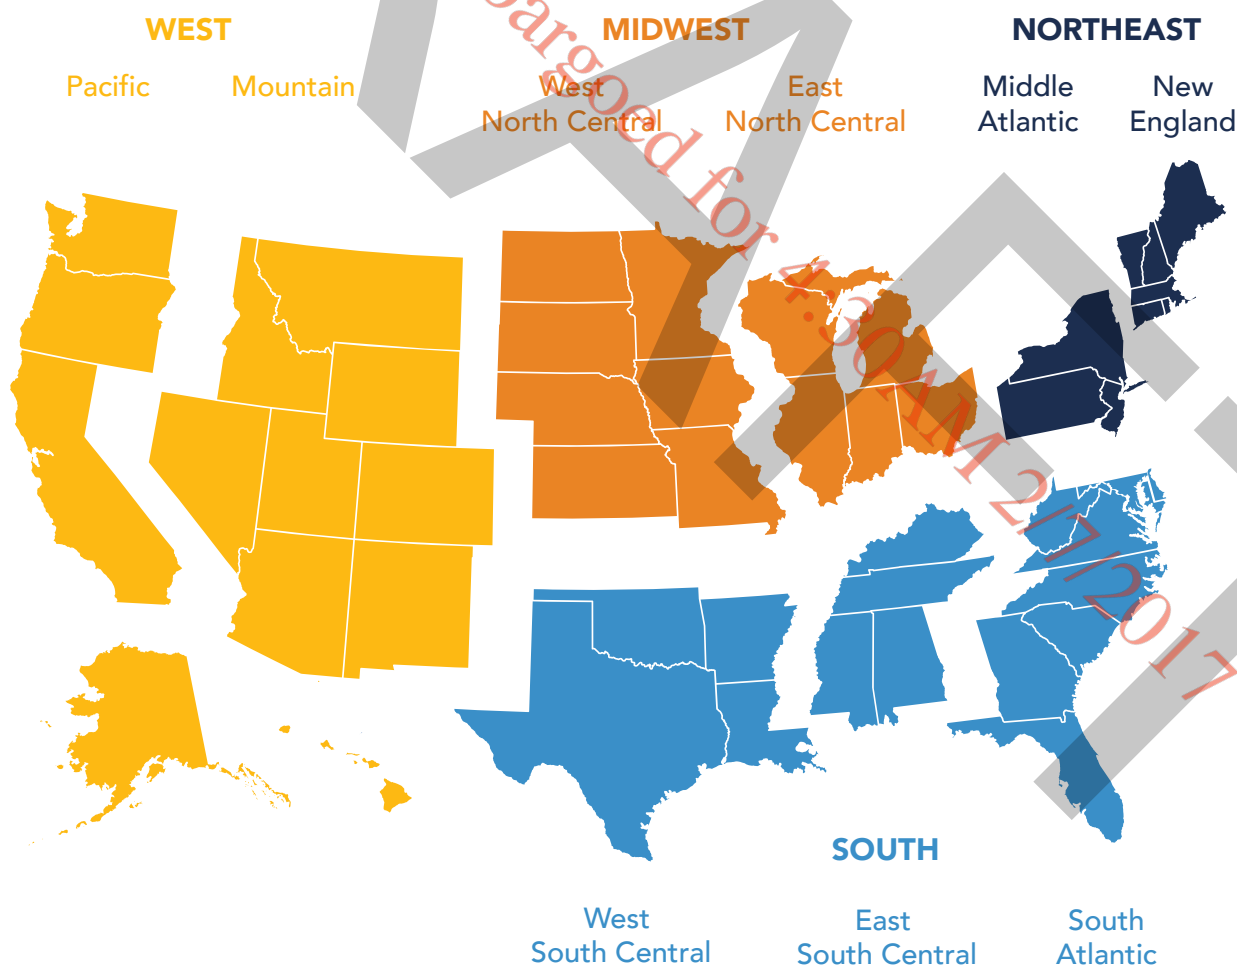 WEST
MIDWEST
NORTHEAST
Pacific
Mountain
West
North Central
East
North Central
Middle
Atlantic
New
England
for 4:30AM 2/7/2017
SOUTH
West
South Central
East
South Central
South
Atlantic